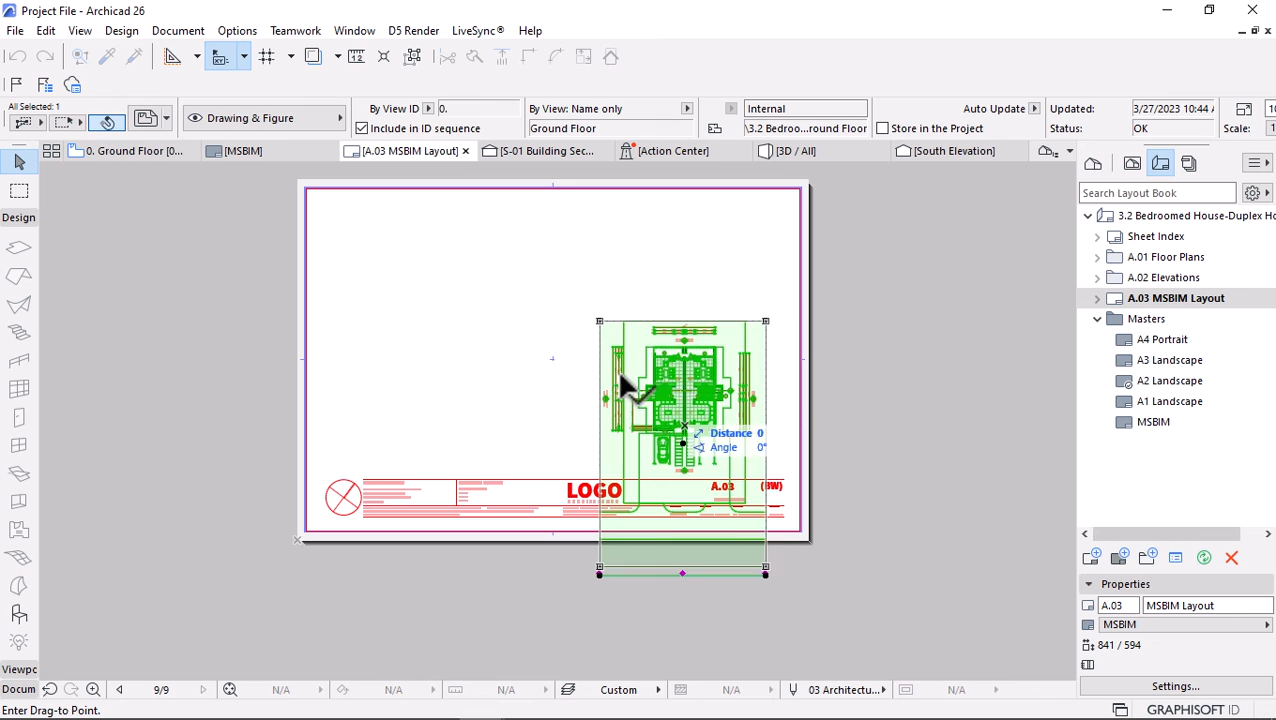 Project File - Archicad 26
File Edit View Design Document Options Teamwork Window D5 Render LiveSync® Help
All Selected: 1
Drawing & Figure
By View ID
0.
By View: Name only
Internal
Auto Update
Updated:
3/27/2023 10:44
Include in ID sequence
Ground Floor
\3.2 Bedroo...round Floor
Store in the Project
Status:
OK
Scale:
0. Ground Floor [0...
[MSBIM]
[A.03 MSBIM Layout]
[S-01 Building Sec...
[Action Center]
[3D / All]
[South Elevation]
Search Layout Book
Design
3.2 Bedroomed House-Duplex Ho
Sheet Index
A.01 Floor Plans
A.02 Elevations
A.03 MSBIM Layout
Masters
A4 Portrait
A3 Landscape
A2 Landscape
A1 Landscape
MSBIM
Distance 0
Angle 0°
LOGO
A.03
Properties
A.03
MSBIM Layout
MSBIM
841 / 594
Settings...
Viewpc
Docum
9/9
N/A
N/A
N/A
Custom
N/A
03 Architectu...
N/A
Enter Drag-to Point.
GRAPHISOFT ID